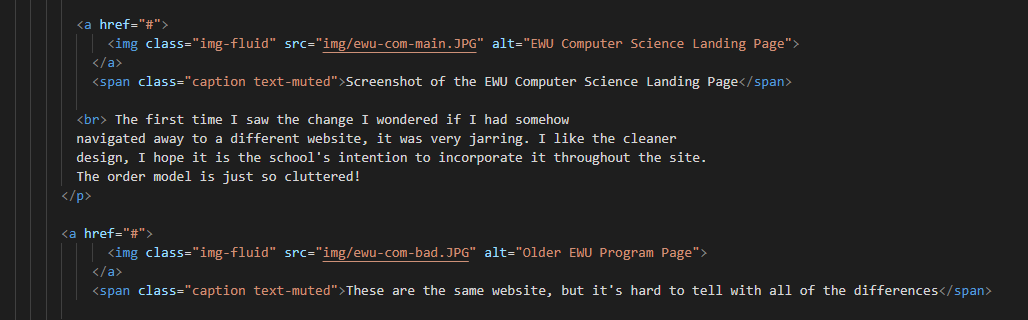 <a href="#">
<img class="img-fluid" src="img/ewu-com-main.JPG" alt="EWU Computer Science Landing Page">
</a>
<span class="caption text-muted">Screenshot of the EWU Computer Science Landing Page</span>
<br> The first time I saw the change I wondered if I had somehow
navigated away to a different website, it was very jarring. I like the cleaner
design, I hope it is the school's intention to incorporate it throughout the site.
The order model is just so cluttered!
</p>
<a href="#">
<img class="img-fluid" src="img/ewu-com-bad.JPG" alt="Older EWU Program Page">
</a>
<span class="caption text-muted">These are the same website, but it's hard to tell with all of the differences</span>